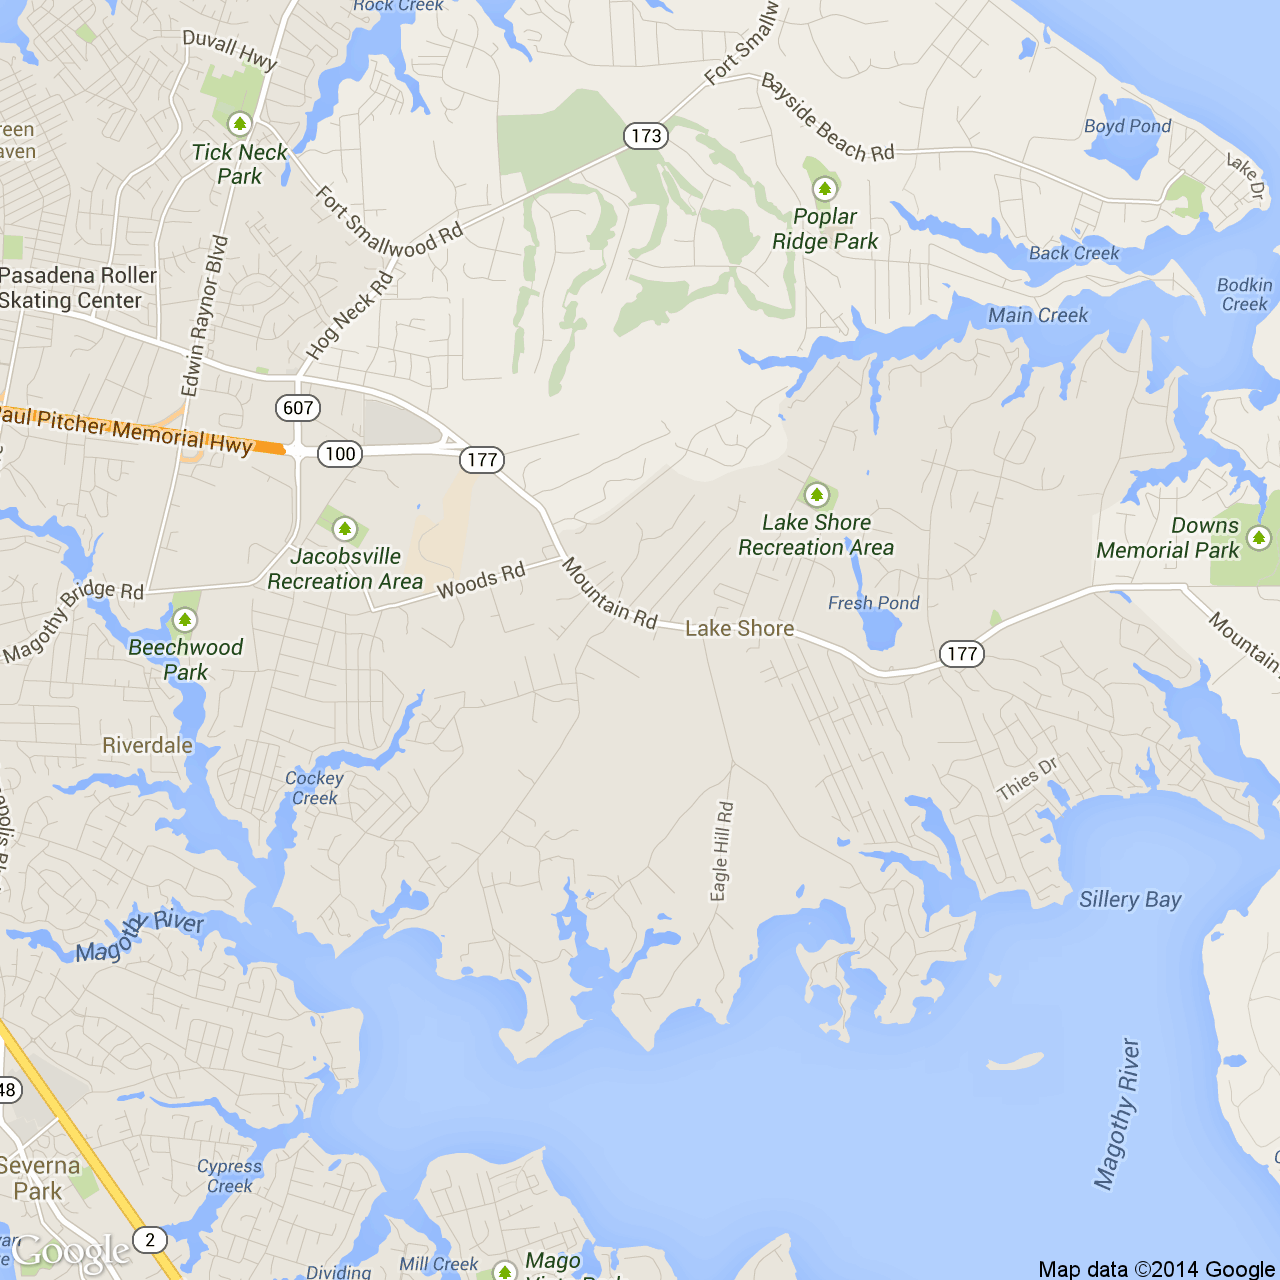 Rock Creek
Duvall Hwy
Fort Smallw
Bayside Beach Rd
Boyd Pond
173
Tick Neck
Park
Lake Dr
Fort Smallwood Rd
Poplar
Ridge Park
Back Creek
Pasadena Roller
Skating Center
Edwin Raynor Blvd
Hog Neck Rd
Bodkin
Creek
Main Creek
607
Paul Pitcher Memorial Hwy
100
177
Lake Shore
Recreation Area
Downs
Memorial Park
Jacobsville
Recreation Area
Woods Rd
Magothy Bridge Rd
Mountain Rd
Fresh Pond
Lake Shore
177
Mountain
Beechwood
Park
Riverdale
Cockey
Creek
Thies Dr
Eagle Hill Rd
Sillery Bay
Magothy River
Magothy River
48
Severna
Park
Cypress
Creek
2
Google
Mill Creek
Dividing
Mago
Map data ©2014 Google